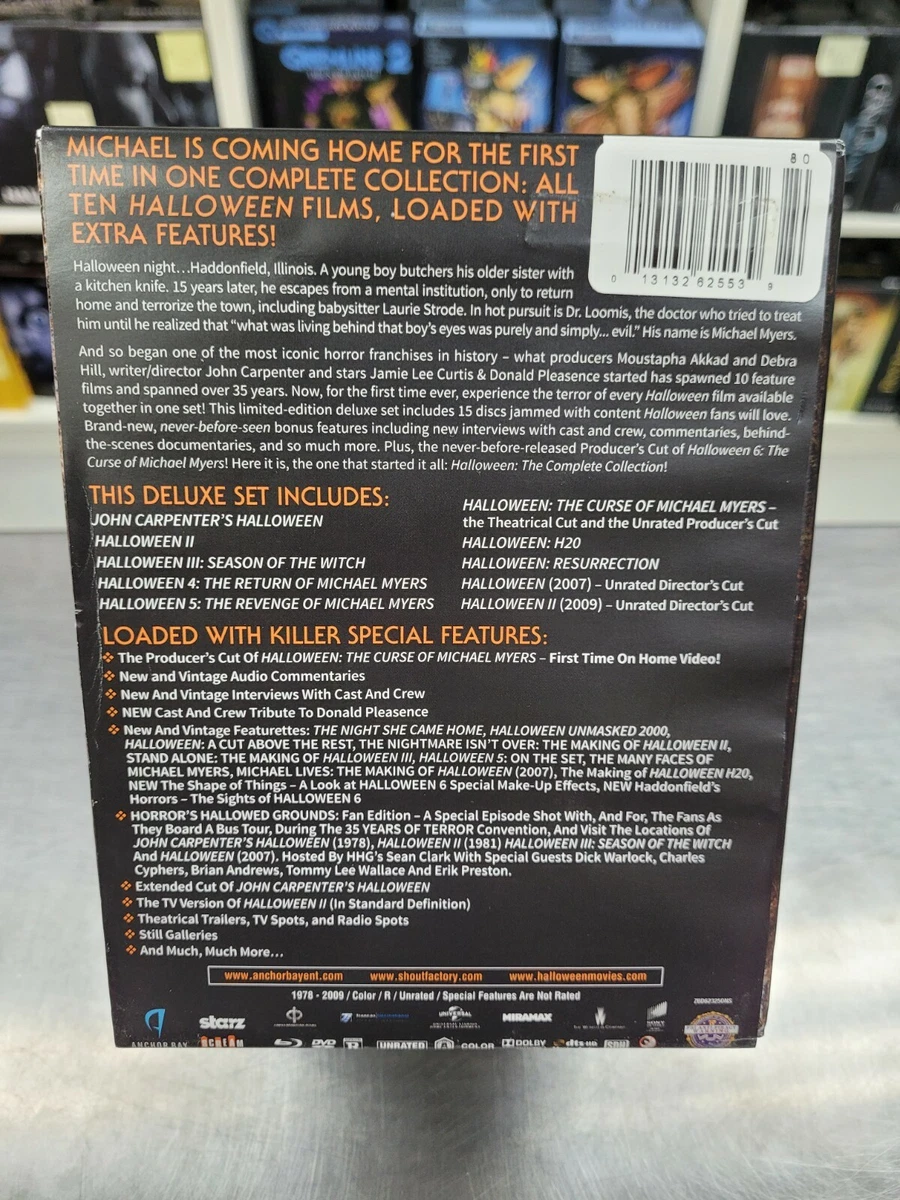 GREMLINS 2
MICHAEL IS COMING HOME FOR THE FIRST
TIME IN ONE COMPLETE COLLECTION: ALL
TEN HALLOWEEN FILMS, LOADED WITH
EXTRA FEATURES!
80
0 13132 62553 9
Halloween night...Haddonfield, Illinois. A young boy butchers his older sister with
a kitchen knife. 15 years later, he escapes from a mental institution, only to return
home and terrorize the town, including babysitter Laurie Strode. In hot pursuit is Dr. Loomis, the doctor who tried to treat
him until he realized that “what was living behind that boy’s eyes was purely and simply... evil.” His name is Michael Myers.
And so began one of the most iconic horror franchises in history – what producers Moustapha Akkad and Debra
Hill, writer/director John Carpenter and stars Jamie Lee Curtis & Donald Pleasence started has spawned 10 feature
films and spanned over 35 years. Now, for the first time ever, experience the terror of every Halloween film available
together in one set! This limited-edition deluxe set includes 15 discs jammed with content Halloween fans will love.
Brand-new, never-before-seen bonus features including new interviews with cast and crew, commentaries, behind-
the-scenes documentaries, and so much more. Plus, the never-before-released Producer’s Cut of Halloween 6: The
Curse of Michael Myers! Here it is, the one that started it all: Halloween: The Complete Collection!
THIS DELUXE SET INCLUDES:
JOHN CARPENTER’S HALLOWEEN
HALLOWEEN II
HALLOWEEN III: SEASON OF THE WITCH
HALLOWEEN 4: THE RETURN OF MICHAEL MYERS
HALLOWEEN 5: THE REVENGE OF MICHAEL MYERS
HALLOWEEN: THE CURSE OF MICHAEL MYERS –
the Theatrical Cut and the Unrated Producer’s Cut
HALLOWEEN: H20
HALLOWEEN: RESURRECTION
HALLOWEEN (2007) – Unrated Director’s Cut
HALLOWEEN II (2009) – Unrated Director’s Cut
LOADED WITH KILLER SPECIAL FEATURES:
❖ The Producer’s Cut Of HALLOWEEN: THE CURSE OF MICHAEL MYERS – First Time On Home Video!
❖ New and Vintage Audio Commentaries
❖ New And Vintage Interviews With Cast And Crew
❖ NEW Cast And Crew Tribute To Donald Pleasence
❖ New And Vintage Featurettes: THE NIGHT SHE CAME HOME, HALLOWEEN UNMASKED 2000,
HALLOWEEN: A CUT ABOVE THE REST, THE NIGHTMARE ISN’T OVER: THE MAKING OF HALLOWEEN II,
STAND ALONE: THE MAKING OF HALLOWEEN III, HALLOWEEN 5: ON THE SET, THE MANY FACES OF
MICHAEL MYERS, MICHAEL LIVES: THE MAKING OF HALLOWEEN (2007), The Making of HALLOWEEN H20,
NEW The Shape of Things – A Look at HALLOWEEN 6 Special Make-Up Effects, NEW Haddonfield’s
Horrors – The Sights of HALLOWEEN 6
❖ HORROR’S HALLOWED GROUNDS: Fan Edition – A Special Episode Shot With, And For, The Fans As
They Board A Bus Tour, During The 35 YEARS OF TERROR Convention, And Visit The Locations Of
JOHN CARPENTER’S HALLOWEEN (1978), HALLOWEEN II (1981) HALLOWEEN III: SEASON OF THE WITCH
And HALLOWEEN (2007). Hosted By HHG’s Sean Clark With Special Guests Dick Warlock, Charles
Cyphers, Brian Andrews, Tommy Lee Wallace And Erik Preston.
❖ Extended Cut Of JOHN CARPENTER’S HALLOWEEN
❖ The TV Version Of HALLOWEEN II (In Standard Definition)
❖ Theatrical Trailers, TV Spots, and Radio Spots
❖ Still Galleries
❖ And Much, Much More...
www.anchorbayent.com www.shoutfactory.com www.halloweenmovies.com
1978 - 2009 / Color / R / Unrated / Special Features Are Not Rated
starz
UNIVERSAL
MIRAMAX
ANCHOR BAY
SCREAM
DVD
R
UNRATED
COLOR
DOLBY
dts-HD
SDH